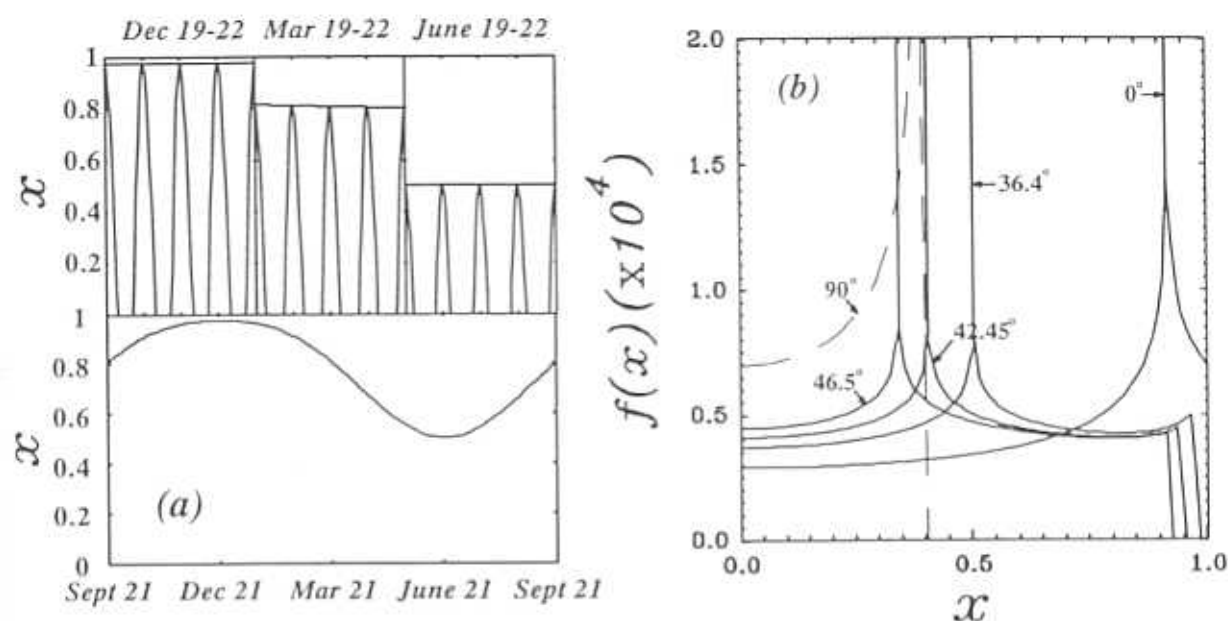 Dec 19-22 Mar 19-22 June 19-22
1
0.8
0.6
0.4
0.2
x
1
0.8
0.6
0.4
0.2
0
x
(a)
Sept 21 Dec 21 Mar 21 June 21 Sept 21
2.0
1.5
1.0
0.5
0.0
f(x)(x10⁴)
(b)
0°
36.4°
90°
42.45°
46.5°
0.0 0.5 1.0
x